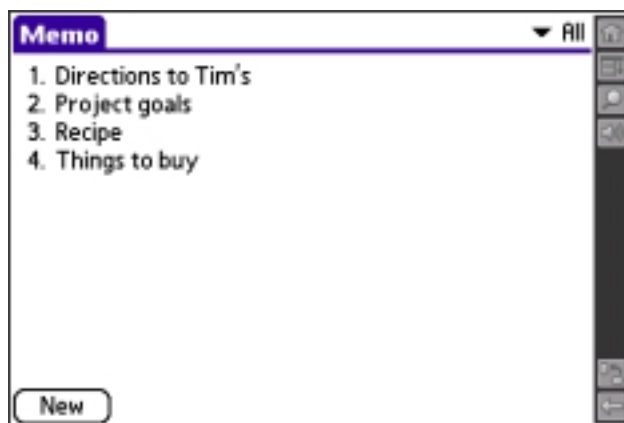 Memo
All
1. Directions to Tim's
2. Project goals
3. Recipe
4. Things to buy
New